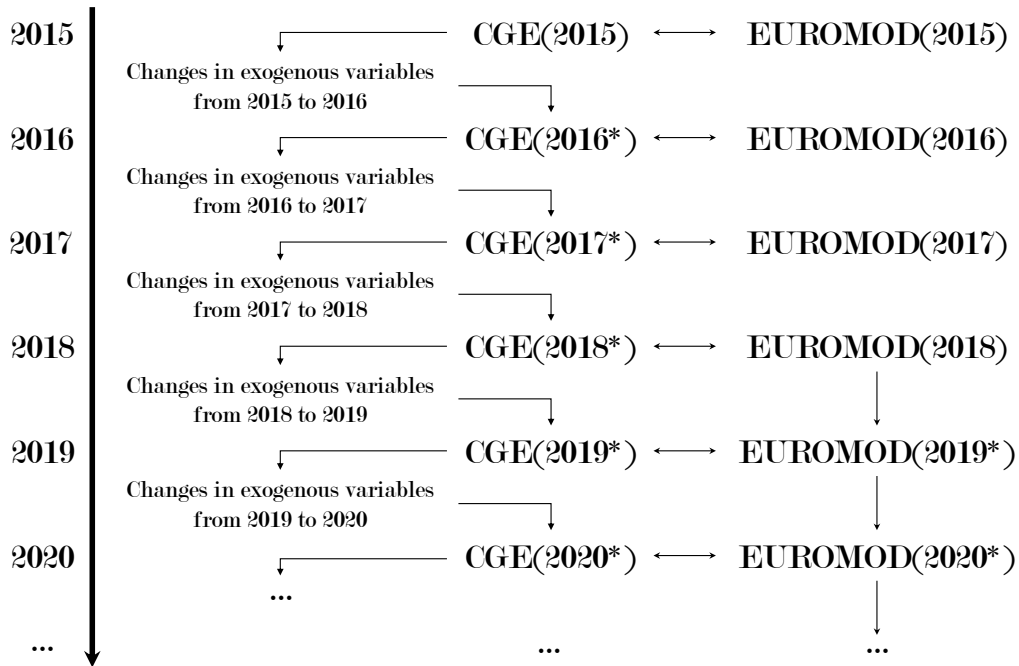 2015 CGE(2015) EUROMOD(2015)
Changes in exogenous variables
from 2015 to 2016
2016 CGE(2016*) EUROMOD(2016)
Changes in exogenous variables
from 2016 to 2017
2017 CGE(2017*) EUROMOD(2017)
Changes in exogenous variables
from 2017 to 2018
2018 CGE(2018*) EUROMOD(2018)
Changes in exogenous variables
from 2018 to 2019
2019 CGE(2019*) EUROMOD(2019*)
Changes in exogenous variables
from 2019 to 2020
2020 CGE(2020*) EUROMOD(2020*)
...
... ... ...